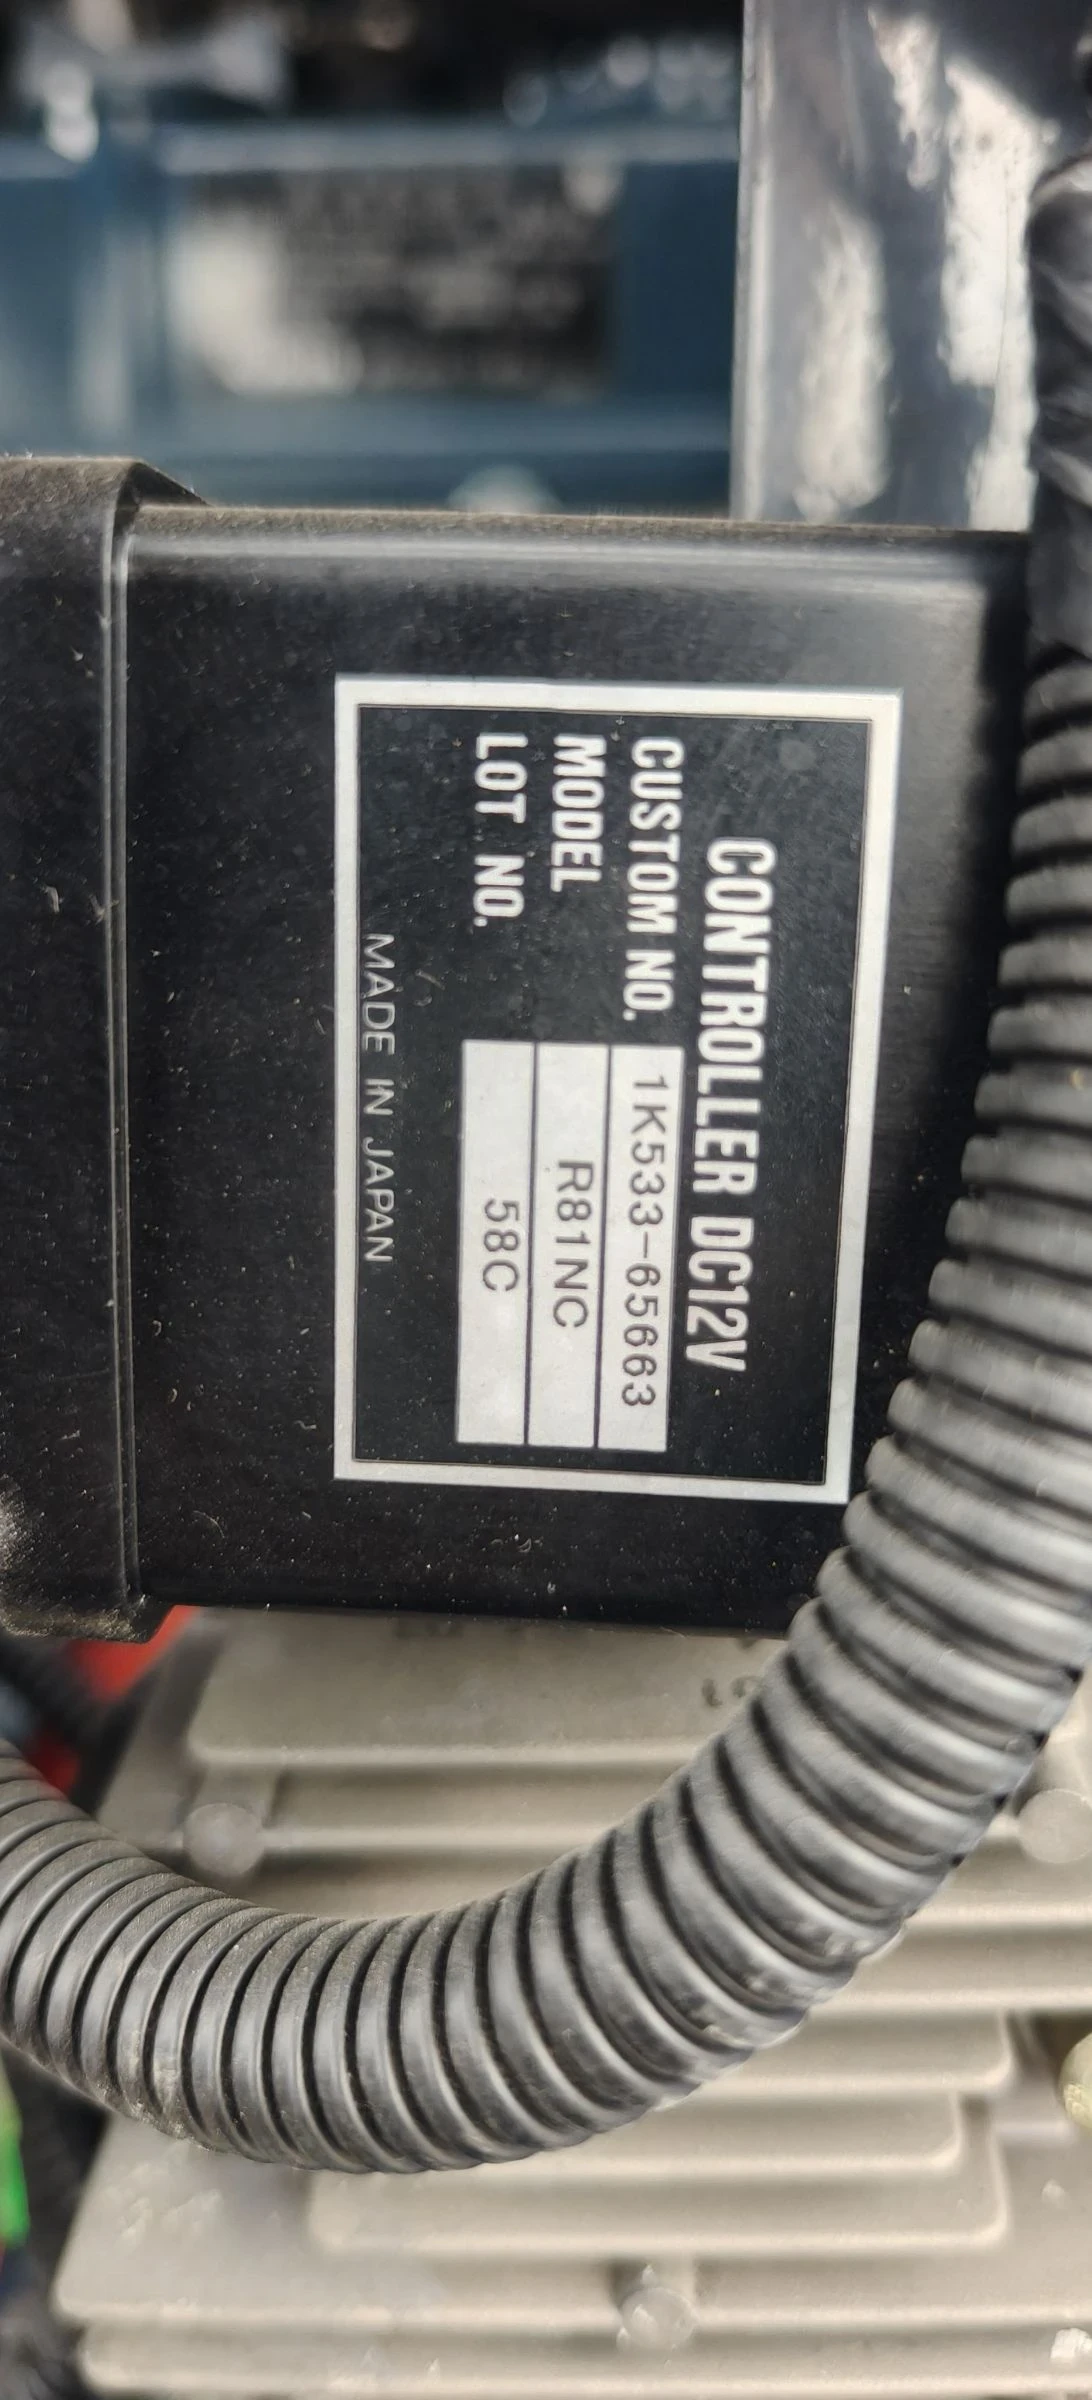 CONTROLLER DC12V
CUSTOM NO. 1K533-65663
MODEL R81NC
LOT NO. 58C
MADE IN JAPAN